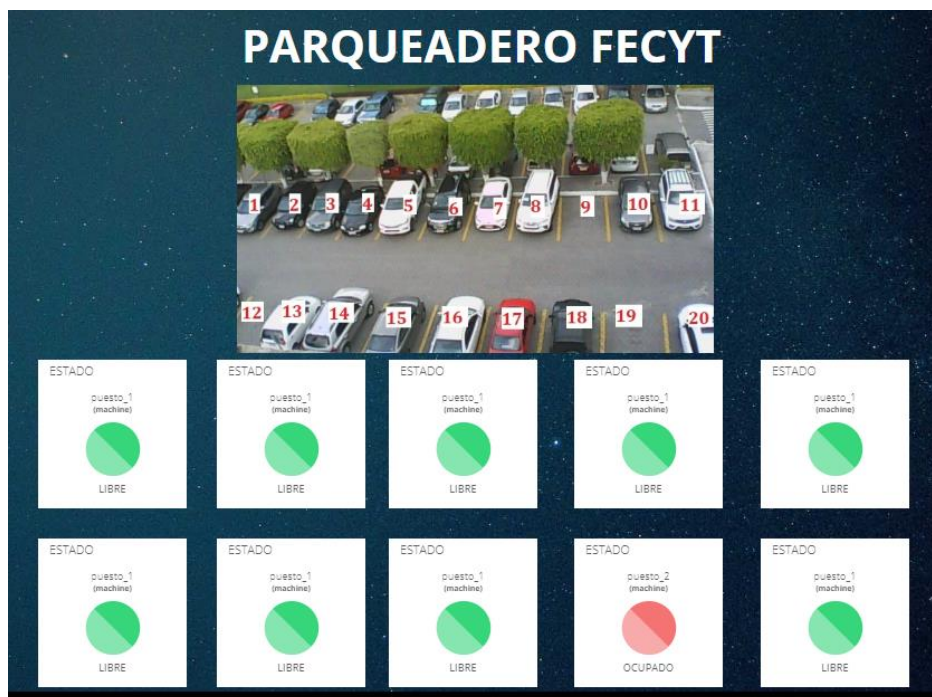 PARQUEADERO FECYT
1 2 3 4 5 6 7 8 9 10 11
12 13 14 15 16 17 18 19 20
ESTADO ESTADO ESTADO ESTADO ESTADO
puesto_1 puesto_1 puesto_1 puesto_1 puesto_1
(machine) (machine) (machine) (machine) (machine)
LIBRE LIBRE LIBRE LIBRE LIBRE
ESTADO ESTADO ESTADO ESTADO ESTADO
puesto_1 puesto_1 puesto_1 puesto_2 puesto_1
(machine) (machine) (machine) (machine) (machine)
LIBRE LIBRE LIBRE OCUPADO LIBRE